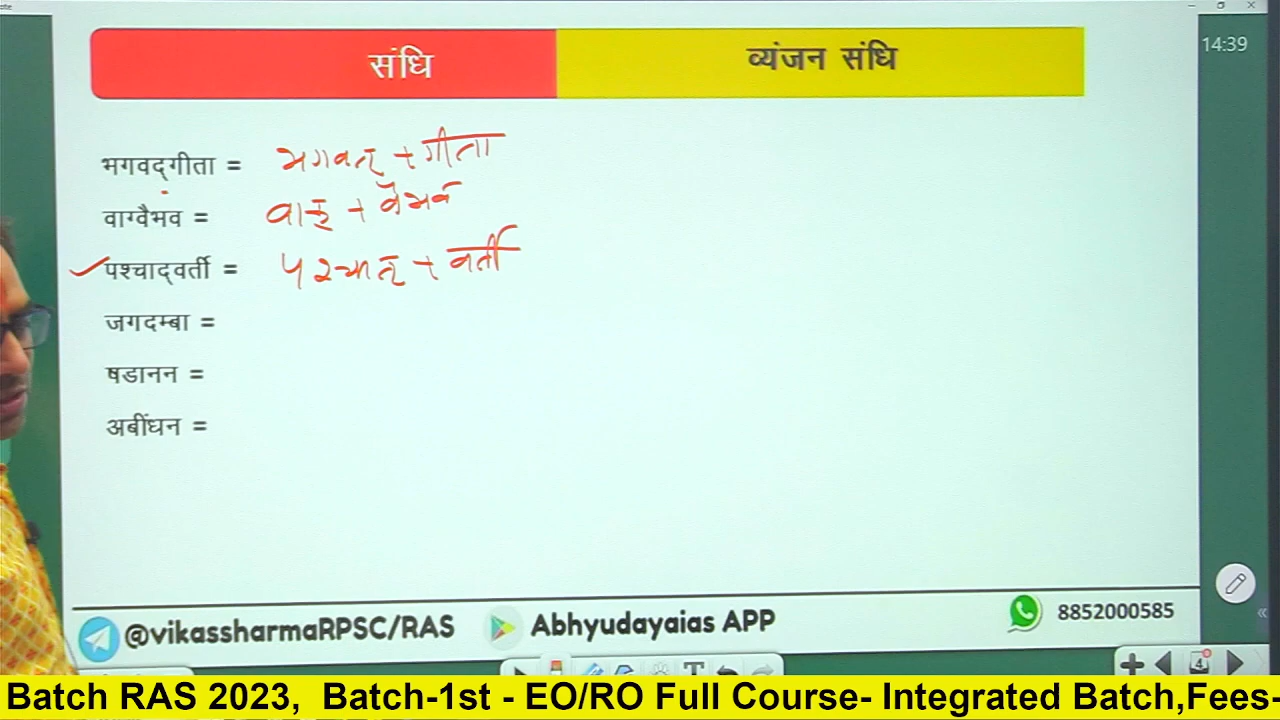 14:39
संधि व्यंजन संधि
भगवद्गीता = भगवत् + गीता
वाग्वैभव = वाक् + वैभव
पश्चाद्वर्ती = पश्चात् + वर्ती
जगदम्बा =
षडानन =
अबींधन =
@vikassharmaRPSC/RAS Abhyudayaias APP 8852000585
4
Batch RAS 2023, Batch-1st - EO/RO Full Course- Integrated Batch,Fees-